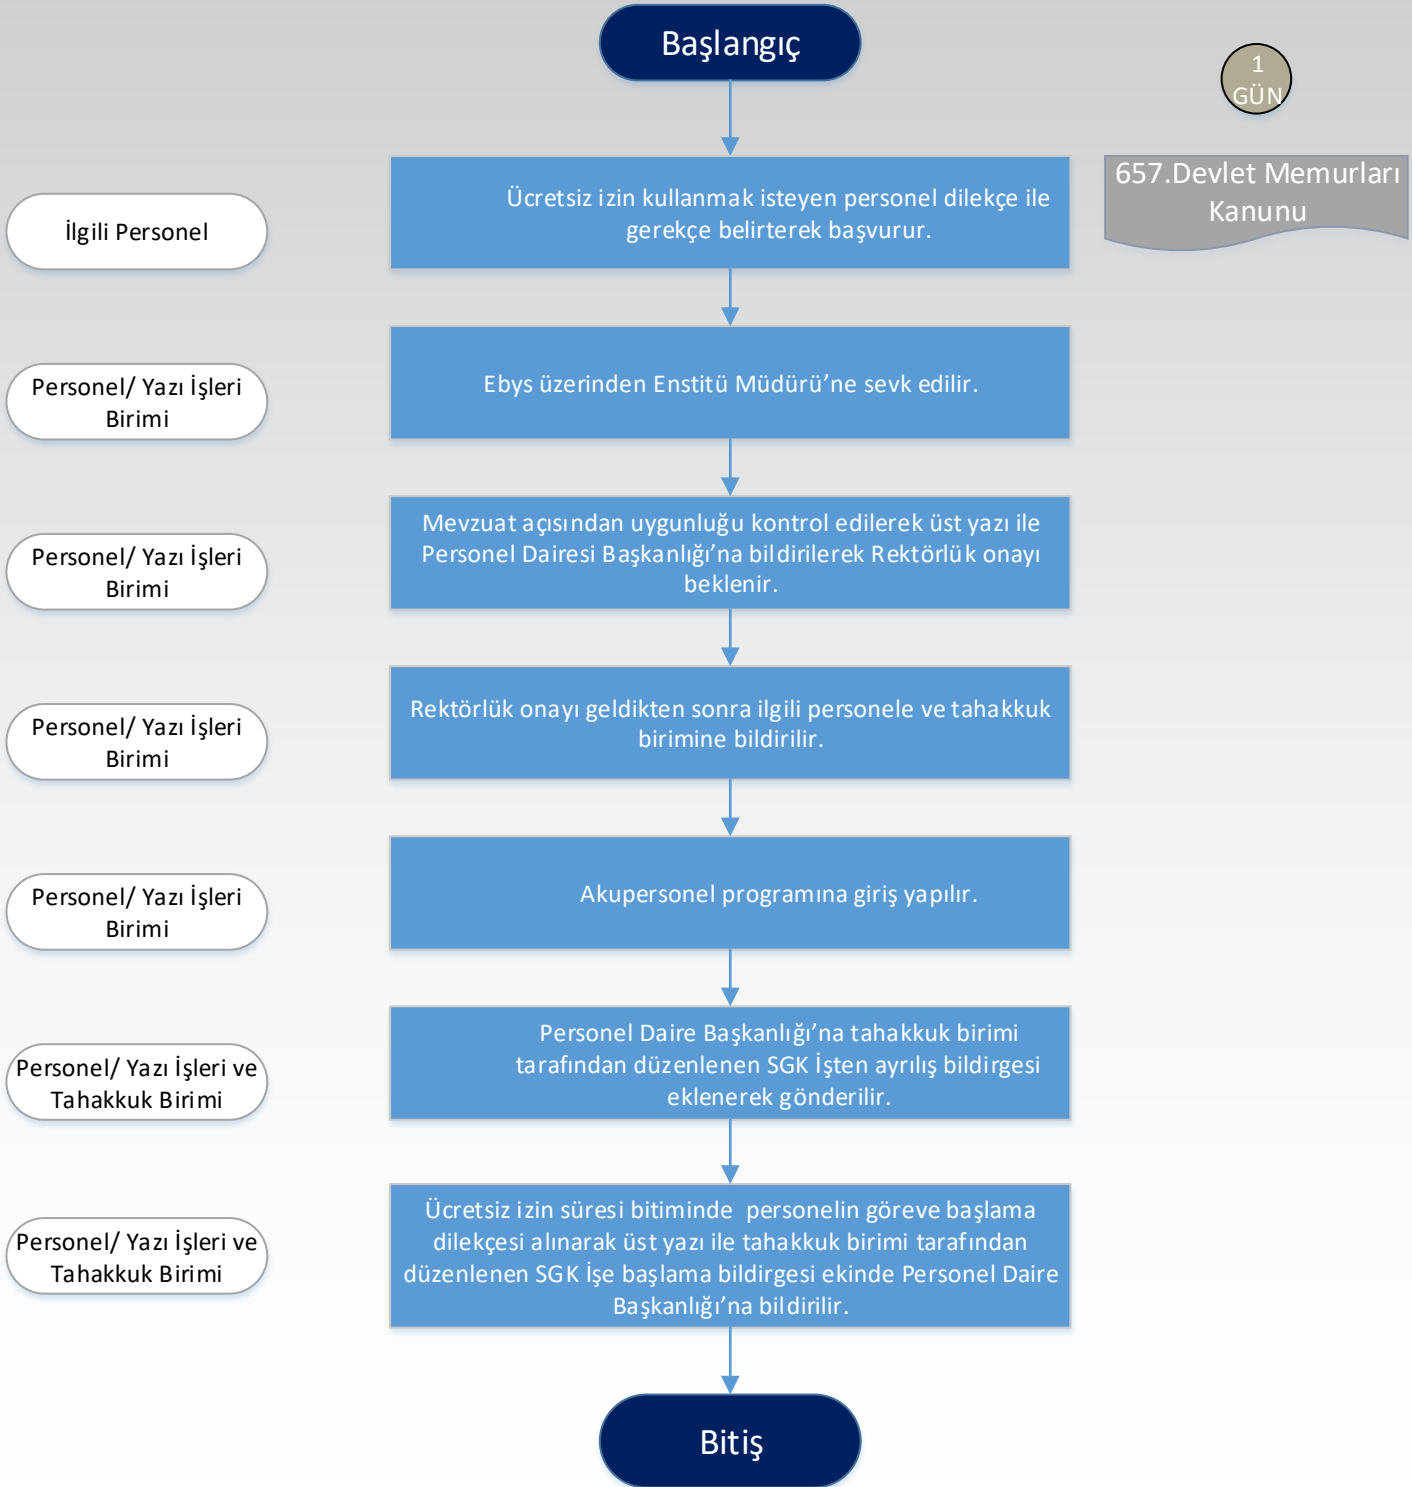 Başlangıç
1
GÜN
657.Devlet Memurları
Kanunu
İlgili Personel
Ücretsiz izin kullanmak isteyen personel dilekçe ile
gerekçe belirterek başvurur.
Personel/ Yazı İşleri
Birimi
Ebys üzerinden Enstitü Müdürü’ne sevk edilir.
Personel/ Yazı İşleri
Birimi
Mevzuat açısından uygunluğu kontrol edilerek üst yazı ile
Personel Dairesi Başkanlığı’na bildirilerek Rektörlük onayı
beklenir.
Personel/ Yazı İşleri
Birimi
Rektörlük onayı geldikten sonra ilgili personele ve tahakkuk
birimine bildirilir.
Personel/ Yazı İşleri
Birimi
Akupersonel programına giriş yapılır.
Personel/ Yazı İşleri ve
Tahakkuk Birimi
Personel Daire Başkanlığı’na tahakkuk birimi
tarafından düzenlenen SGK İşten ayrılış bildirgesi
eklenerek gönderilir.
Personel/ Yazı İşleri ve
Tahakkuk Birimi
Ücretsiz izin süresi bitiminde  personelin göreve başlama
dilekçesi alınarak üst yazı ile tahakkuk birimi tarafından
düzenlenen SGK İşe başlama bildirgesi ekinde Personel Daire
Başkanlığı’na bildirilir.
Bitiş